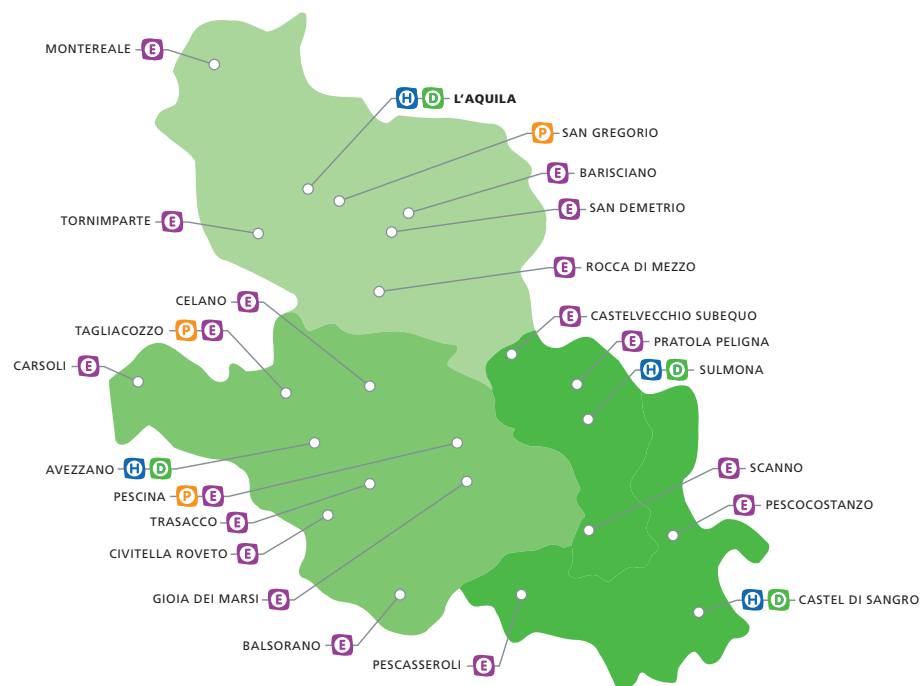 MONTEREALE E
H D L'AQUILA
P SAN GREGORIO
E BARISCIANO
E SAN DEMETRIO
TORNIMPARTE E
E ROCCA DI MEZZO
CELANO E
E CASTELVECCHIO SUBEQUO
TAGLIACOZZO P E
E PRATOLA PELIGNA
CARSOLI E
H D SULMONA
AVEZZANO H D
E SCANNO
PESCINA P E
E PESCOCOSTANZO
TRASACCO E
CIVITELLA ROVETO E
GIOIA DEI MARSI E
H D CASTEL DI SANGRO
BALSORANO E
PESCASSEROLI E